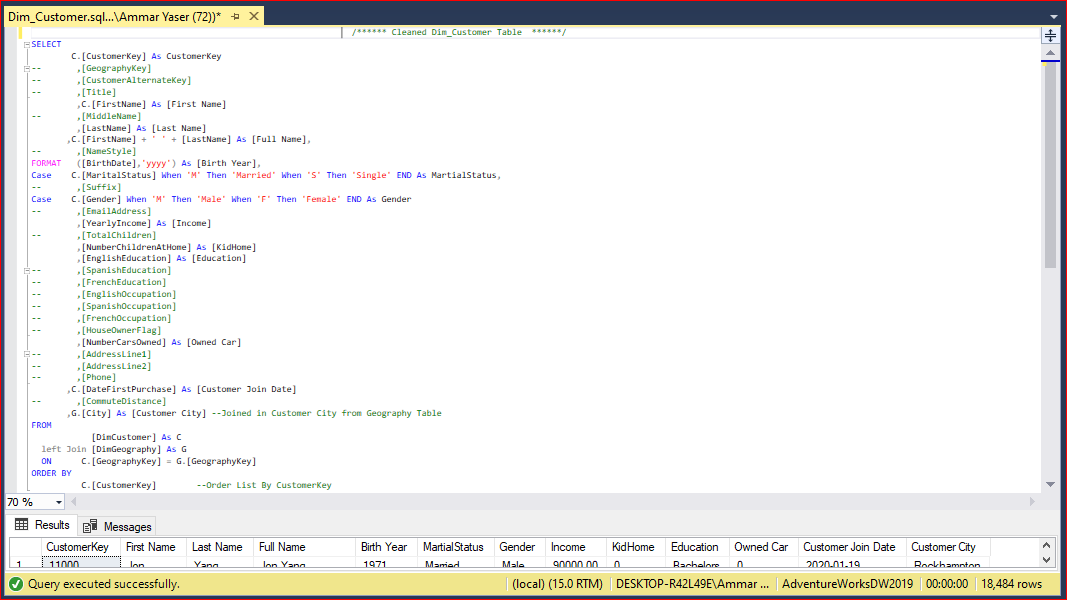 Dim_Customer.sql...\Ammar Yaser (72))*
/****** Cleaned Dim_Customer Table ******/
SELECT
C.[CustomerKey] As CustomerKey
-- ,[GeographyKey]
-- ,[CustomerAlternateKey]
-- ,[Title]
,C.[FirstName] As [First Name]
-- ,[MiddleName]
,[LastName] As [Last Name]
,C.[FirstName] + ' ' + [LastName] As [Full Name],
-- ,[NameStyle]
FORMAT ([BirthDate],'yyyy') As [Birth Year],
Case C.[MaritalStatus] When 'M' Then 'Married' When 'S' Then 'Single' END As MartialStatus,
-- ,[Suffix]
Case C.[Gender] When 'M' Then 'Male' When 'F' Then 'Female' END As Gender
-- ,[EmailAddress]
,[YearlyIncome] As [Income]
-- ,[TotalChildren]
,[NumberChildrenAtHome] As [KidHome]
,[EnglishEducation] As [Education]
-- ,[SpanishEducation]
-- ,[FrenchEducation]
-- ,[EnglishOccupation]
-- ,[SpanishOccupation]
-- ,[FrenchOccupation]
-- ,[HouseOwnerFlag]
,[NumberCarsOwned] As [Owned Car]
-- ,[AddressLine1]
-- ,[AddressLine2]
-- ,[Phone]
,C.[DateFirstPurchase] As [Customer Join Date]
-- ,[CommuteDistance]
,G.[City] As [Customer City] --Joined in Customer City from Geography Table
FROM
[DimCustomer] As C
left Join [DimGeography] As G
ON C.[GeographyKey] = G.[GeographyKey]
ORDER BY
C.[CustomerKey] --Order List By CustomerKey
70 %
Results Messages
CustomerKey First Name Last Name Full Name Birth Year MartialStatus Gender Income KidHome Education Owned Car Customer Join Date Customer City
1 11000 Jon Yang Jon Yang 1971 Married Male 90000.00 0 Bachelors 0 2020-01-19 Rockhampton
Query executed successfully. (local) (15.0 RTM) DESKTOP-R42L49E\Ammar ... AdventureWorksDW2019 00:00:00 18,484 rows